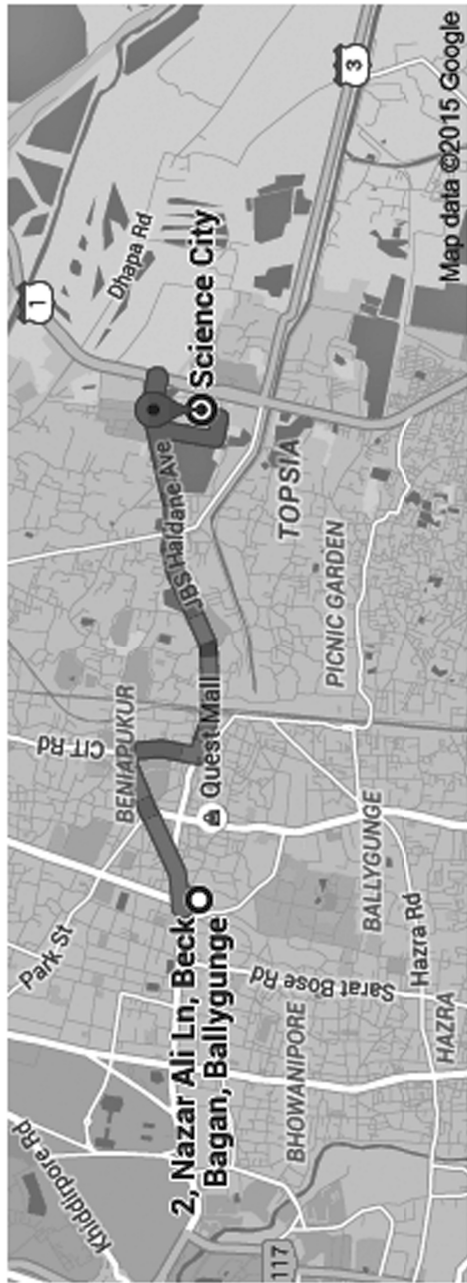 117
Khiddirpore Rd
2, Nazar Ali Ln, Beck
Bagan, Ballygunge
BHOWANIPORE
HAZRA
Park St
Sarat Bose Rd
Hazra Rd
BALLYGUNGE
BENIAPUKUR
CIT Rd
Quest Mall
PICNIC GARDEN
JBS Haldane Ave
TOPSIA
Science City
Dhapa Rd
1
3
Map data ©2015 Google